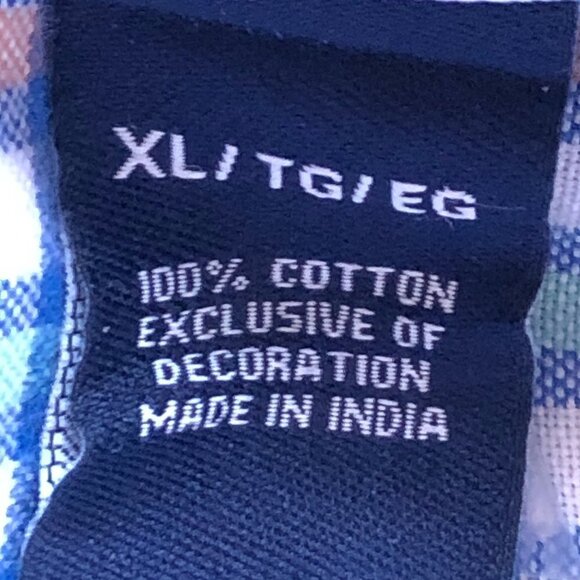 XL/ TG/ EG
100% COTTON
EXCLUSIVE OF
DECORATION
MADE IN INDIA